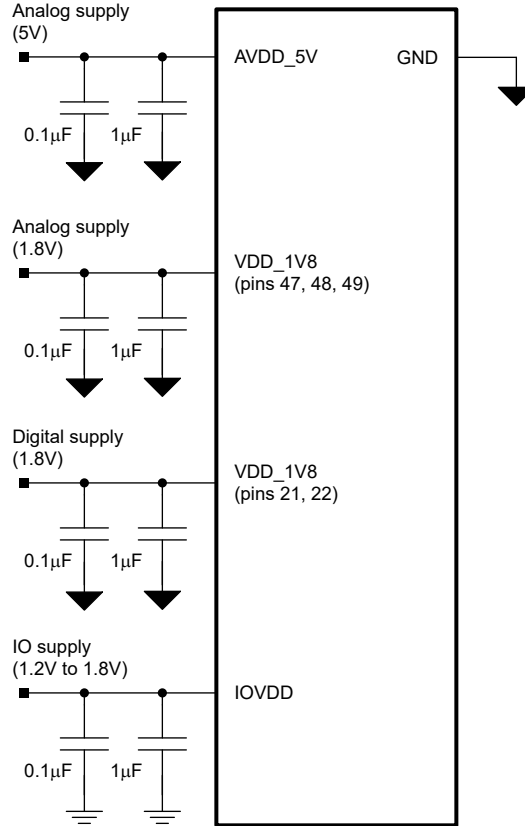 Analog supply
(5V)
AVDD_5V
GND
0.1μF
1μF
Analog supply
(1.8V)
VDD_1V8
(pins 47, 48, 49)
0.1μF
1μF
Digital supply
(1.8V)
VDD_1V8
(pins 21, 22)
0.1μF
1μF
IO supply
(1.2V to 1.8V)
IOVDD
0.1μF
1μF